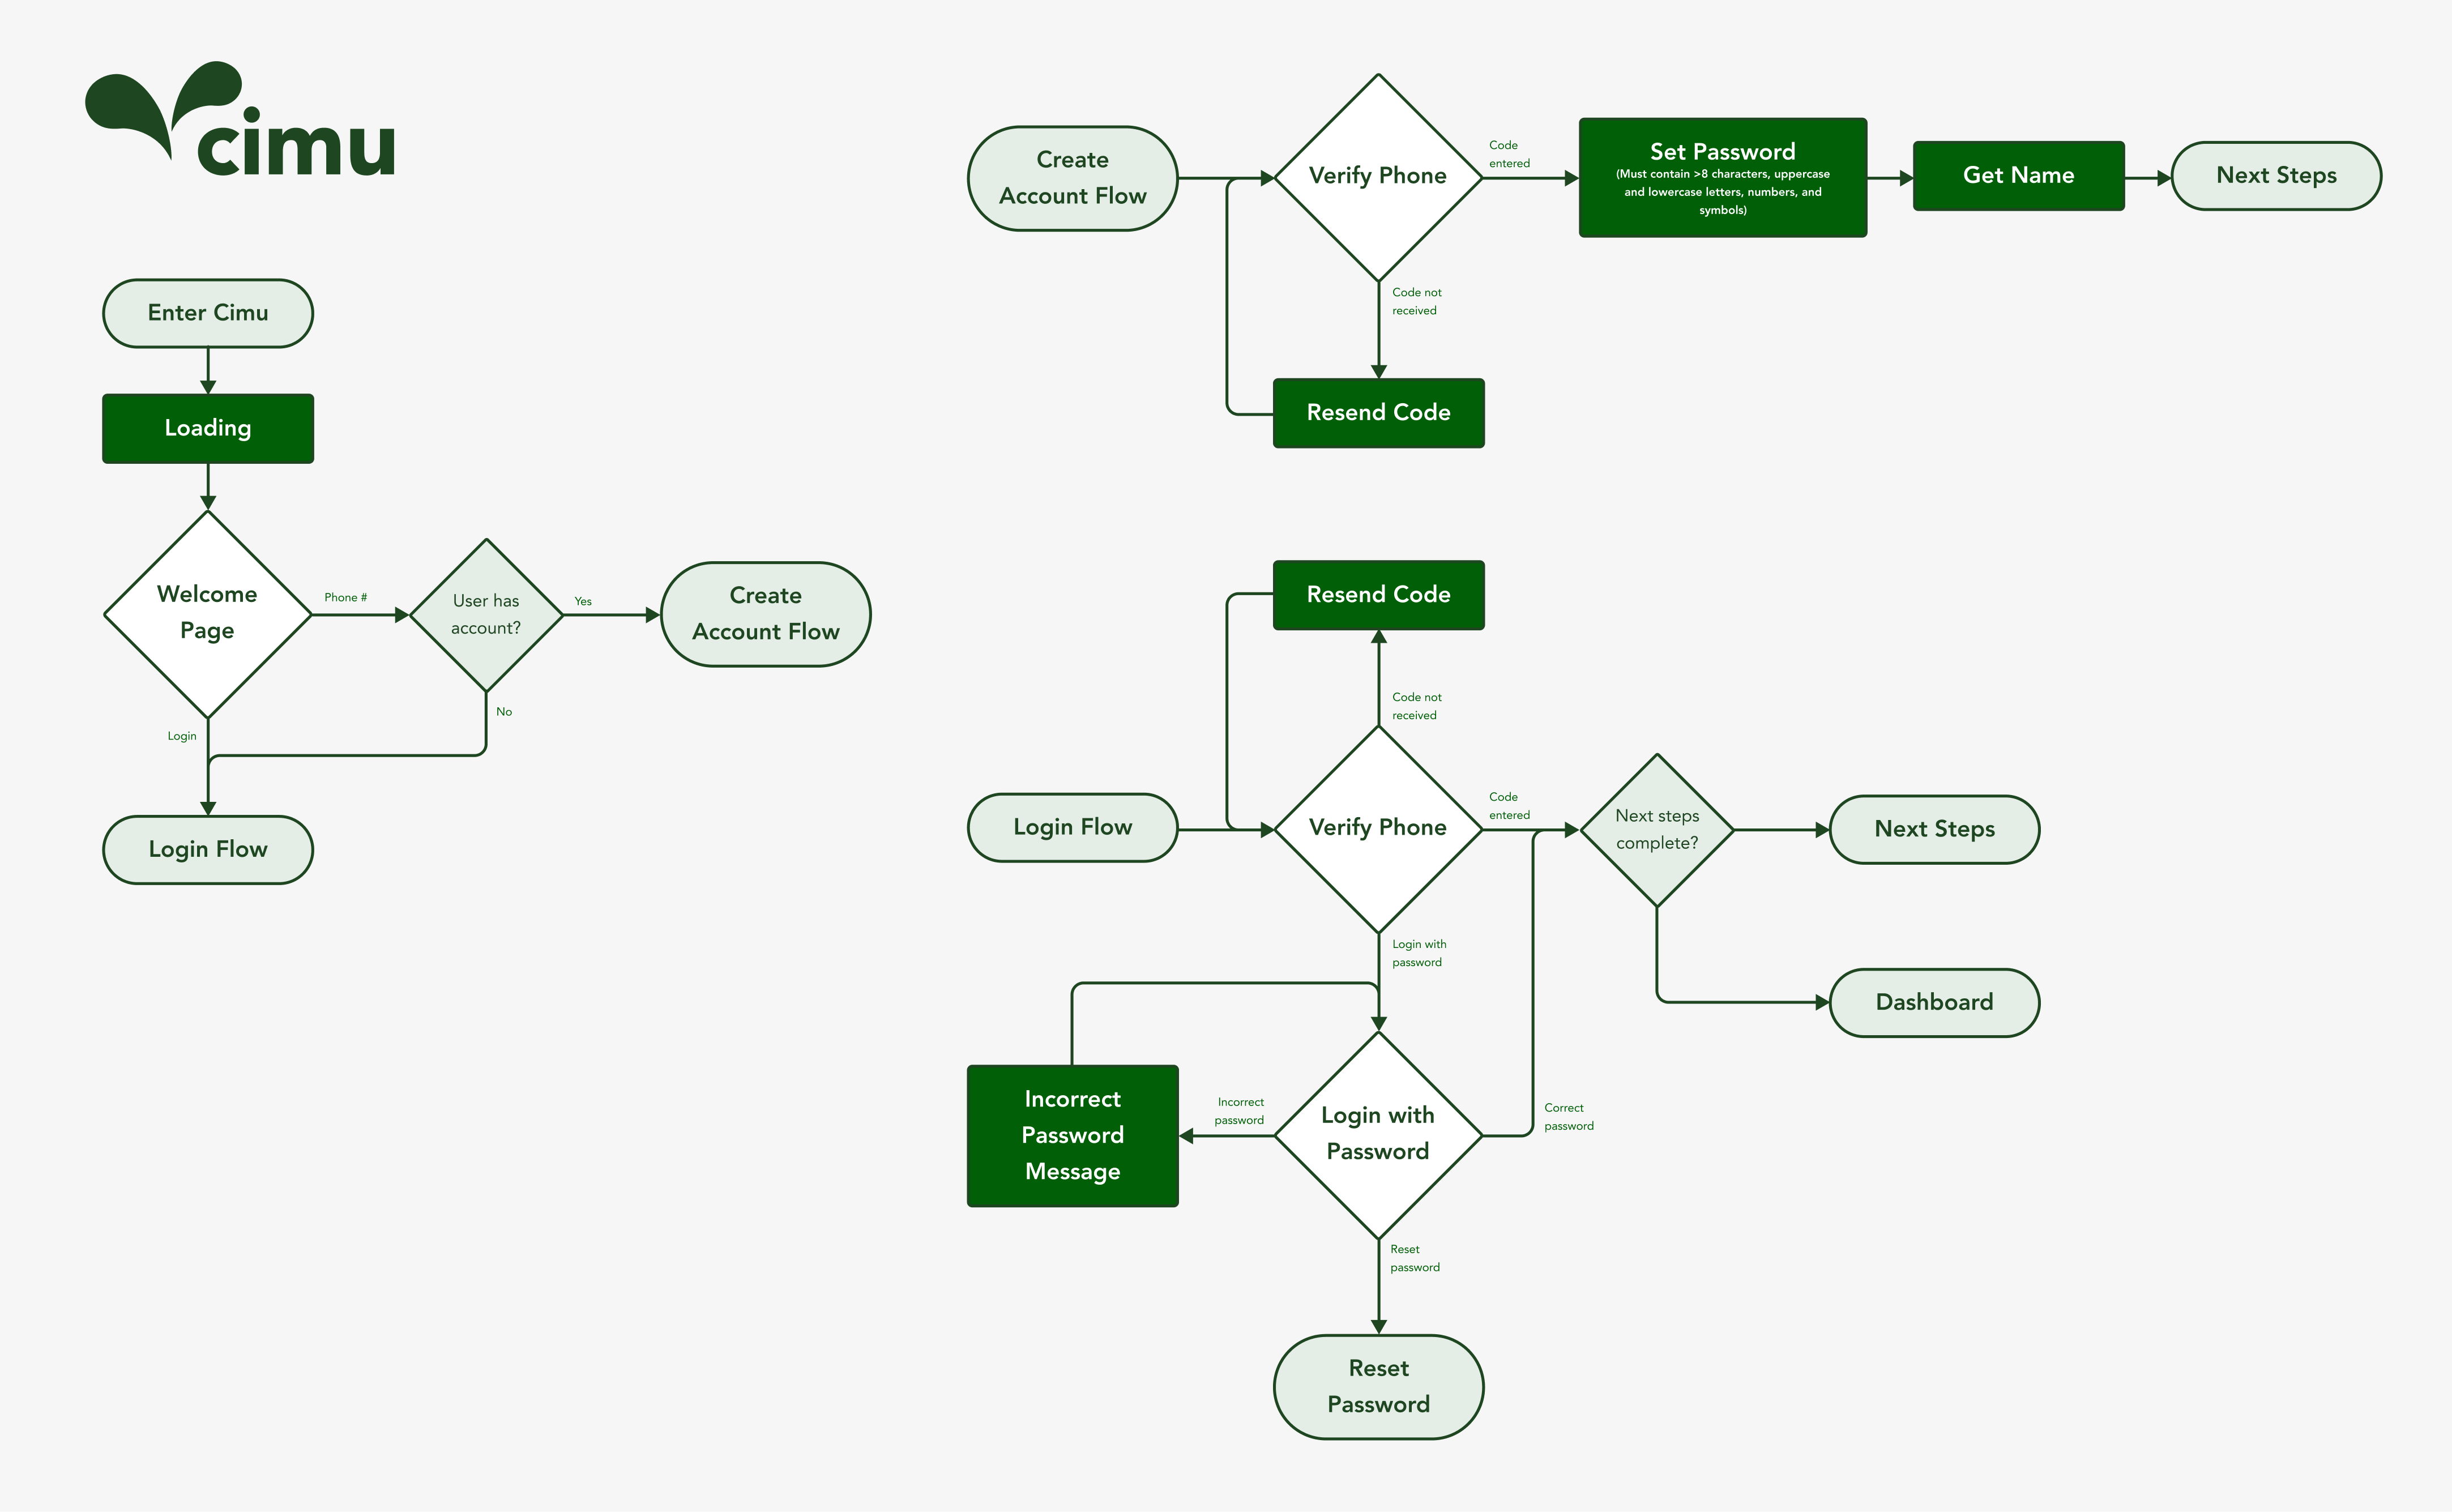 cimu
Enter Cimu
Loading
Welcome
Page
Phone #
User has
account?
Yes
Create
Account Flow
No
Login
Login Flow
Create
Account Flow
Verify Phone
Code
entered
Set Password
(Must contain >8 characters, uppercase
and lowercase letters, numbers, and
symbols)
Get Name
Next Steps
Code not
received
Resend Code
Resend Code
Code not
received
Login Flow
Verify Phone
Code
entered
Next steps
complete?
Next Steps
Dashboard
Login with
password
Incorrect
Password
Message
Incorrect
password
Login with
Password
Correct
password
Reset
password
Reset
Password